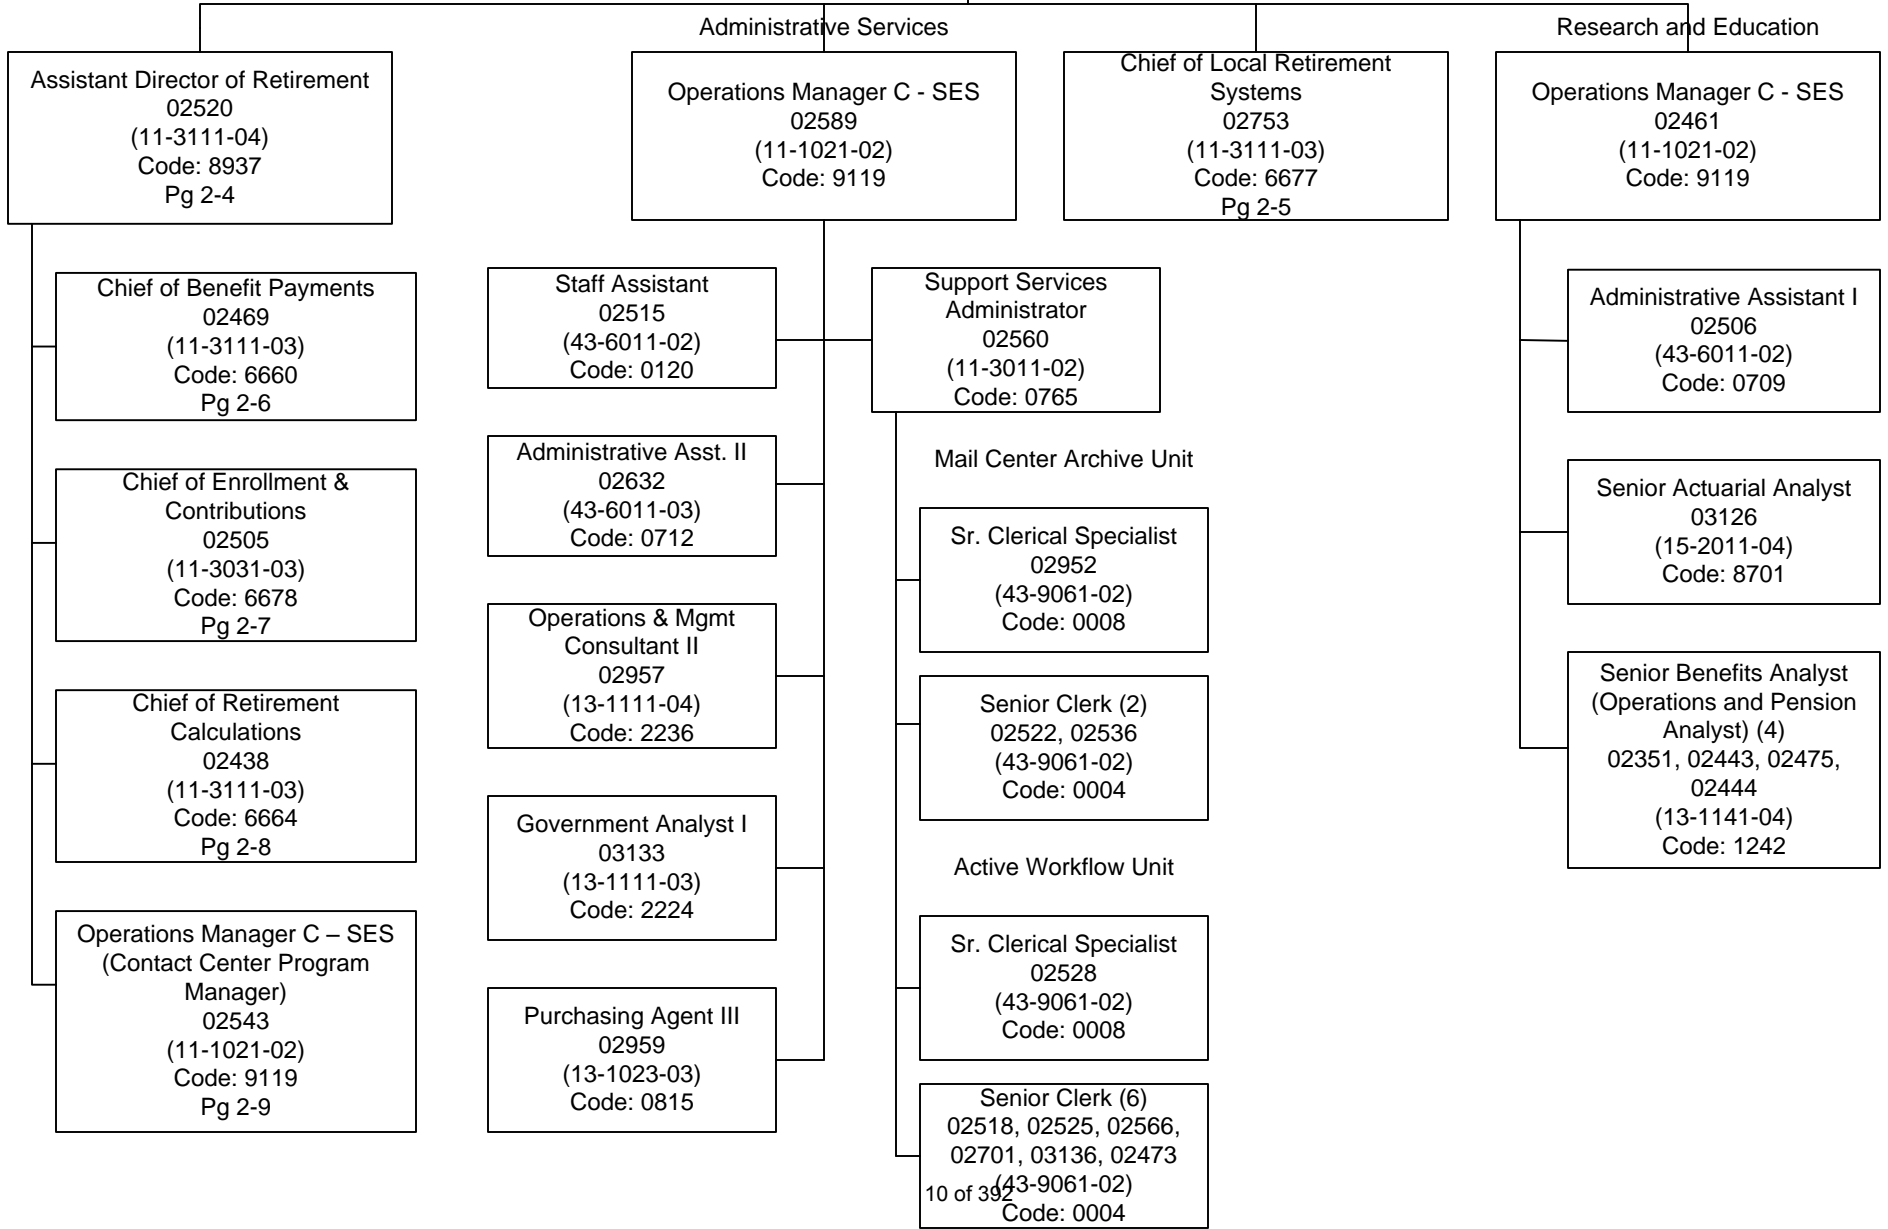 Administrative Services
Research and Education
Assistant Director of Retirement
02520
(11-3111-04)
Code: 8937
Pg 2-4
Operations Manager C - SES
02589
(11-1021-02)
Code: 9119
Chief of Local Retirement
Systems
02753
(11-3111-03)
Code: 6677
Pg 2-5
Operations Manager C - SES
02461
(11-1021-02)
Code: 9119
Chief of Benefit Payments
02469
(11-3111-03)
Code: 6660
Pg 2-6
Chief of Enrollment &
Contributions
02505
(11-3031-03)
Code: 6678
Pg 2-7
Chief of Retirement
Calculations
02438
(11-3111-03)
Code: 6664
Pg 2-8
Operations Manager C – SES
(Contact Center Program
Manager)
02543
(11-1021-02)
Code: 9119
Pg 2-9
Staff Assistant
02515
(43-6011-02)
Code: 0120
Administrative Asst. II
02632
(43-6011-03)
Code: 0712
Operations & Mgmt
Consultant II
02957
(13-1111-04)
Code: 2236
Government Analyst I
03133
(13-1111-03)
Code: 2224
Purchasing Agent III
02959
(13-1023-03)
Code: 0815
Support Services
Administrator
02560
(11-3011-02)
Code: 0765
Mail Center Archive Unit
Sr. Clerical Specialist
02952
(43-9061-02)
Code: 0008
Senior Clerk (2)
02522, 02536
(43-9061-02)
Code: 0004
Active Workflow Unit
Sr. Clerical Specialist
02528
(43-9061-02)
Code: 0008
Senior Clerk (6)
02518, 02525, 02566,
02701, 03136, 02473
(43-9061-02)
Code: 0004
Administrative Assistant I
02506
(43-6011-02)
Code: 0709
Senior Actuarial Analyst
03126
(15-2011-04)
Code: 8701
Senior Benefits Analyst
(Operations and Pension
Analyst) (4)
02351, 02443, 02475,
02444
(13-1141-04)
Code: 1242
10 of 392